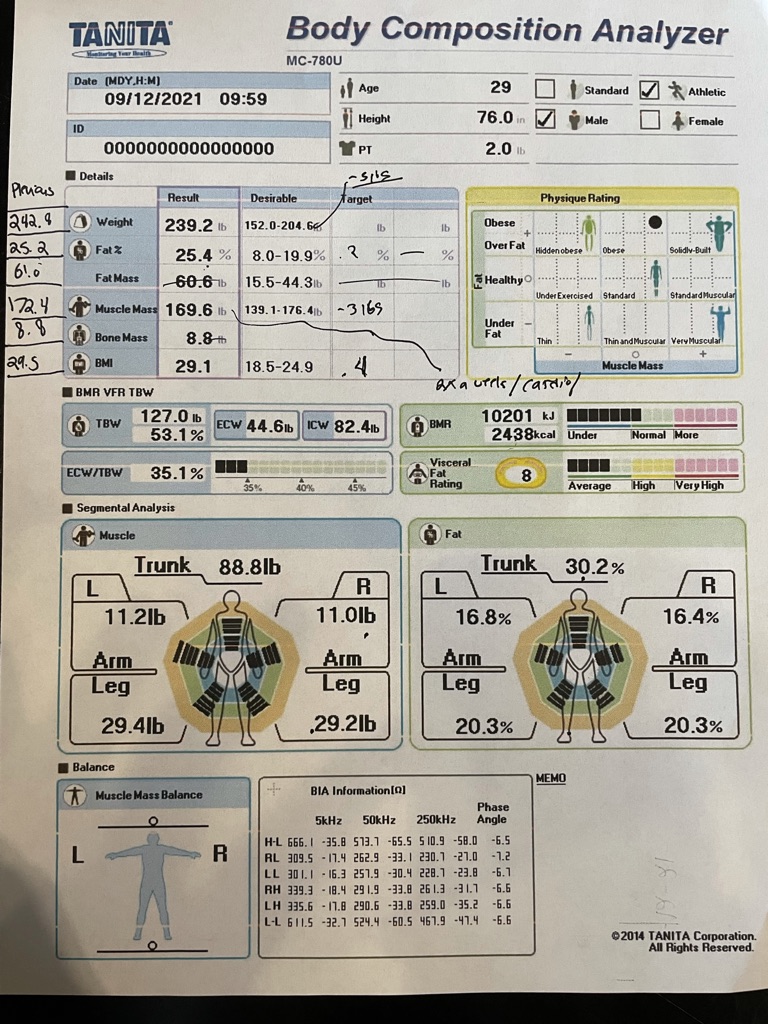 TANITA
Monitoring Your Health
Body Composition Analyzer
MC-780U
Date (MDY,H:M)
09/12/2021 09:59
ID
0000000000000000
Age 29
Height 76.0 in
PT 2.0 lb
Standard Athletic
Male Female
Details
Previous
Result Desirable Target
242.8 Weight 239.2 lb 152.0-204.6 lb lb
25.2 Fat% 25.4 % 8.0-19.9% .2 % — %
61.0 Fat Mass 60.6 lb 15.5-44.3lb lb
172.4 Muscle Mass 169.6 lb 139.1-176.4lb -3 lbs
8.8 Bone Mass 8.8 lb
29.5 BMI 29.1 18.5-24.9 .4
Physique Rating
Obese
Over Fat
Healthy
Under Fat
Fat
+
O
−
Hidden obese Obese Solidly-Built
Under Exercised Standard Standard Muscular
Thin Thin and Muscular Very Muscular
− O +
Muscle Mass
BMR VFR TBW
TBW 127.0 lb 53.1% ECW 44.6lb ICW 82.4lb
ECW/TBW 35.1%
35% 40% 45%
BMR 10201 kJ 2438kcal
Under Normal More
Visceral Fat Rating 8
Average High Very High
Segmental Analysis
Muscle
Trunk 88.8lb
L R
11.2lb 11.0lb
Arm Arm
Leg Leg
29.4lb 29.2lb
Fat
Trunk 30.2%
L R
16.8% 16.4%
Arm Arm
Leg Leg
20.3% 20.3%
Balance
Muscle Mass Balance
L R
BIA Information[Ω]
5kHz 50kHz 250kHz Phase Angle
H-L 666.1 -35.8 573.7 -65.5 510.9 -58.0 -6.5
RL 309.5 -17.4 262.9 -33.1 230.7 -27.0 -7.2
LL 301.1 -16.3 257.9 -30.4 228.7 -23.8 -6.7
RH 339.3 -18.4 291.9 -33.8 261.3 -31.7 -6.6
LH 335.6 -17.8 290.6 -33.8 259.0 -35.2 -6.6
L-L 611.5 -32.7 524.4 -60.5 467.9 -47.4 -6.6
MEMO
©2014 TANITA Corporation.
All Rights Reserved.